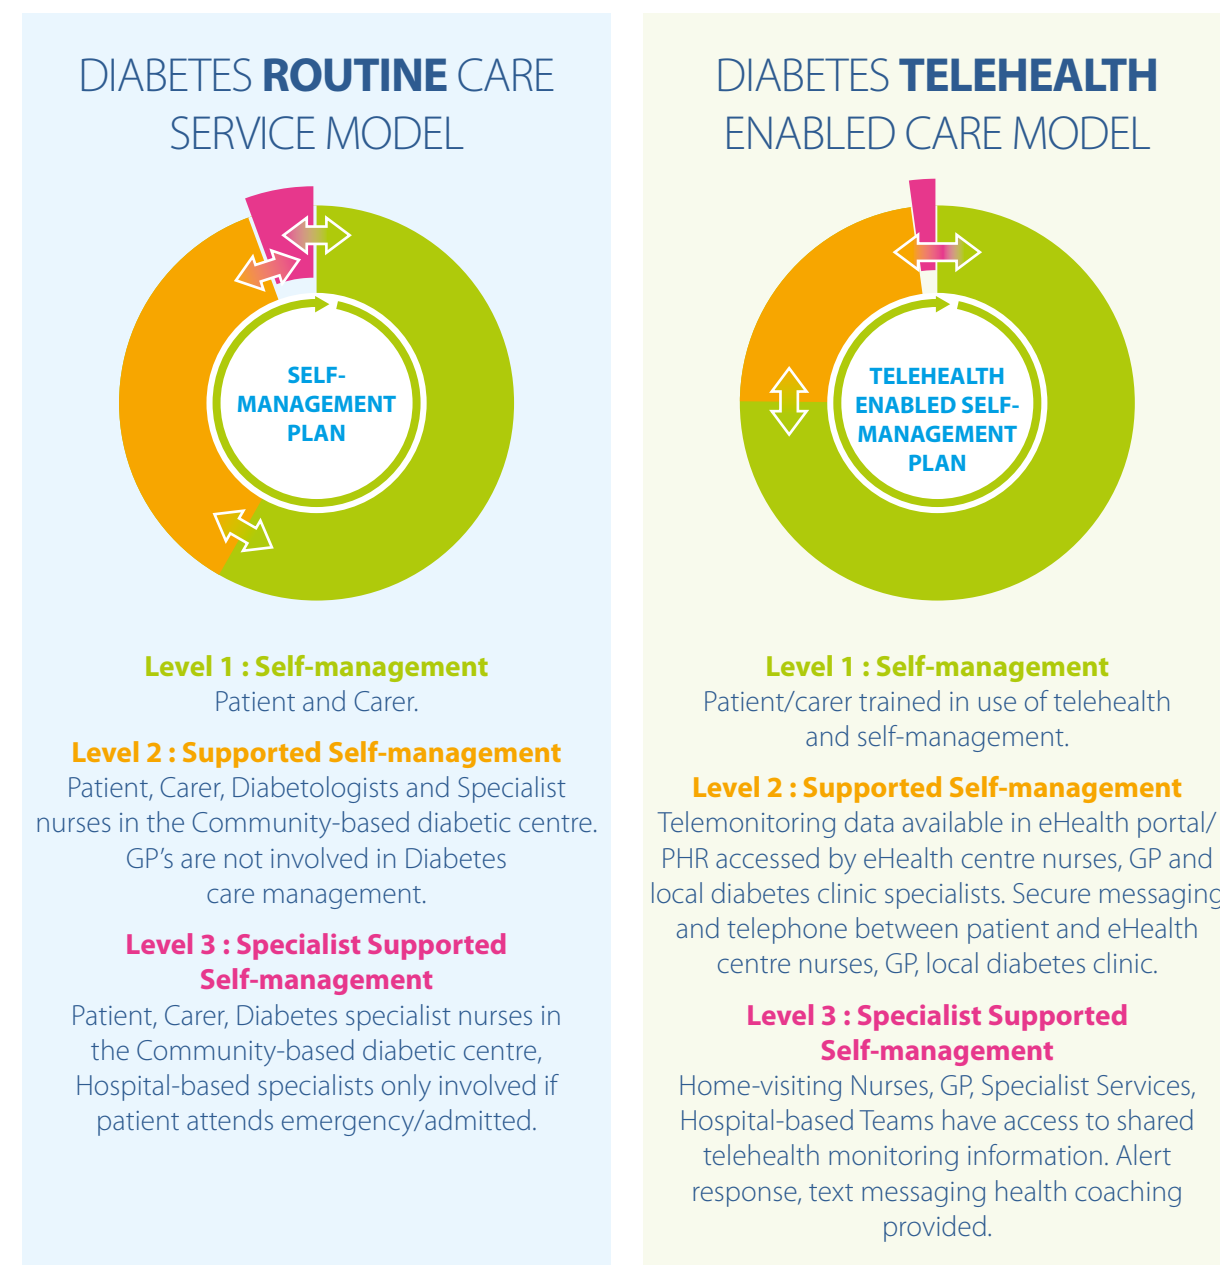 DIABETES ROUTINE CARE
SERVICE MODEL
SELF-
MANAGEMENT
PLAN
Level 1 : Self-management
Patient and Carer.
Level 2 : Supported Self-management
Patient, Carer, Diabetologists and Specialist
nurses in the Community-based diabetic centre.
GP's are not involved in Diabetes
care management.
Level 3 : Specialist Supported
Self-management
Patient, Carer, Diabetes specialist nurses in
the Community-based diabetic centre,
Hospital-based specialists only involved if
patient attends emergency/admitted.
DIABETES TELEHEALTH
ENABLED CARE MODEL
TELEHEALTH
ENABLED SELF-
MANAGEMENT
PLAN
Level 1 : Self-management
Patient/carer trained in use of telehealth
and self-management.
Level 2 : Supported Self-management
Telemonitoring data available in eHealth portal/
PHR accessed by eHealth centre nurses, GP and
local diabetes clinic specialists. Secure messaging
and telephone between patient and eHealth
centre nurses, GP, local diabetes clinic.
Level 3 : Specialist Supported
Self-management
Home-visiting Nurses, GP, Specialist Services,
Hospital-based Teams have access to shared
telehealth monitoring information. Alert
response, text messaging health coaching
provided.